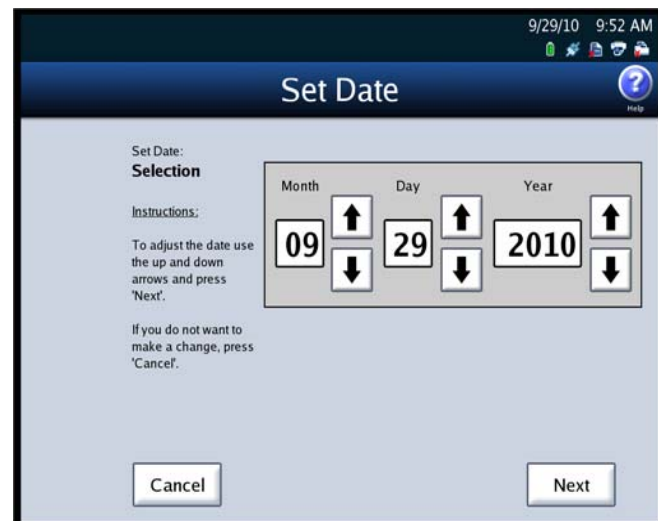 9/29/10 9:52 AM
Set Date
Help
Set Date:
Selection
Instructions:
To adjust the date use
the up and down
arrows and press
'Next'.
If you do not want to
make a change, press
'Cancel'.
Month Day Year
09 29 2010
Cancel Next